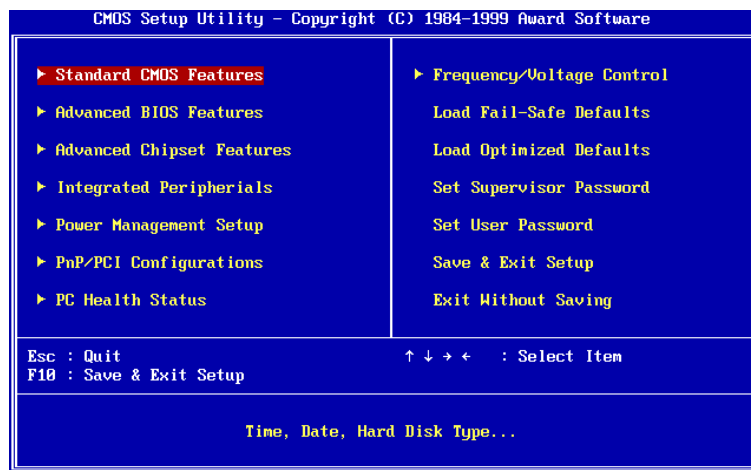 CMOS Setup Utility - Copyright (C) 1984-1999 Award Software
▶ Standard CMOS Features
▶ Advanced BIOS Features
▶ Advanced Chipset Features
▶ Integrated Peripherials
▶ Power Management Setup
▶ PnP/PCI Configurations
▶ PC Health Status
▶ Frequency/Voltage Control
Load Fail-Safe Defaults
Load Optimized Defaults
Set Supervisor Password
Set User Password
Save & Exit Setup
Exit Without Saving
Esc : Quit
F10 : Save & Exit Setup
↑ ↓ → ← : Select Item
Time, Date, Hard Disk Type...